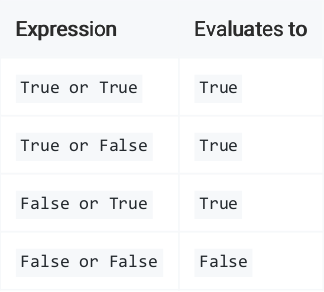 Expression Evaluates to
True or True True
True or False True
False or True True
False or False False